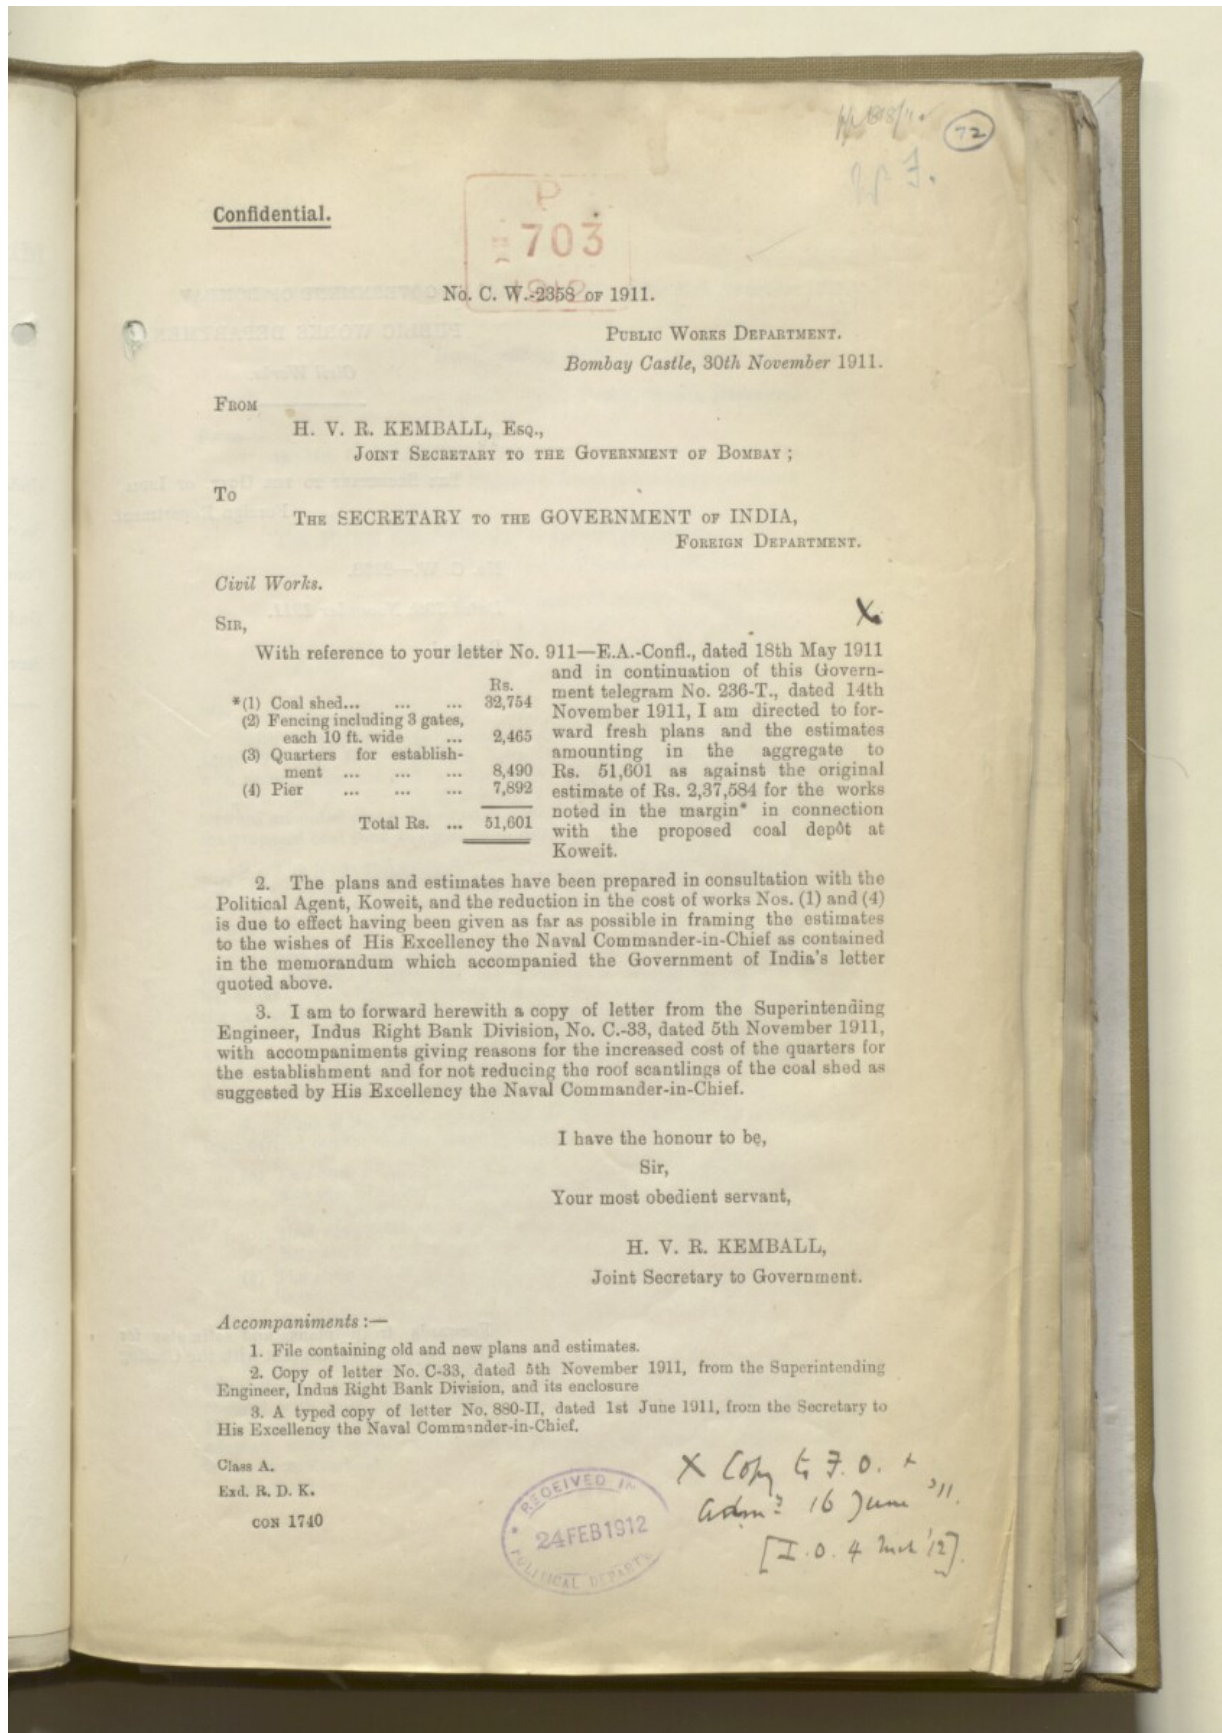 72
W F.
Confidential.
P
703
1912
No. C. W.-2358 OF 1911.
PUBLIC WORKS DEPARTMENT.
Bombay Castle, 30th November 1911.
FROM
H. V. R. KEMBALL, ESQ.,
JOINT SECRETARY TO THE GOVERNMENT OF BOMBAY ;
To
THE SECRETARY TO THE GOVERNMENT OF INDIA,
FOREIGN DEPARTMENT.
Civil Works.
X
SIR,
With reference to your letter No. 911—E.A.-Confl., dated 18th May 1911
and in continuation of this Govern-
ment telegram No. 236-T., dated 14th
November 1911, I am directed to for-
ward fresh plans and the estimates
amounting in the aggregate to
Rs. 51,601 as against the original
estimate of Rs. 2,37,584 for the works
noted in the margin* in connection
with the proposed coal depôt at
Koweit.
Rs.
*(1) Coal shed... ... ... 32,754
(2) Fencing including 3 gates,
each 10 ft. wide ... 2,465
(3) Quarters for establish-
ment ... ... ... 8,490
(4) Pier ... ... ... 7,892
Total Rs. ... 51,601
2. The plans and estimates have been prepared in consultation with the
Political Agent, Koweit, and the reduction in the cost of works Nos. (1) and (4)
is due to effect having been given as far as possible in framing the estimates
to the wishes of His Excellency the Naval Commander-in-Chief as contained
in the memorandum which accompanied the Government of India's letter
quoted above.
3. I am to forward herewith a copy of letter from the Superintending
Engineer, Indus Right Bank Division, No. C.-33, dated 5th November 1911,
with accompaniments giving reasons for the increased cost of the quarters for
the establishment and for not reducing the roof scantlings of the coal shed as
suggested by His Excellency the Naval Commander-in-Chief.
I have the honour to be,
Sir,
Your most obedient servant,
H. V. R. KEMBALL,
Joint Secretary to Government.
Accompaniments :—
1. File containing old and new plans and estimates.
2. Copy of letter No. C-33, dated 5th November 1911, from the Superintending
Engineer, Indus Right Bank Division, and its enclosure
3. A typed copy of letter No. 880-II, dated 1st June 1911, from the Secretary to
His Excellency the Naval Commander-in-Chief.
Class A.
Exd. R. D. K.
CON 1740
RECEIVED IN
24 FEB 1912
POLITICAL DEPART
X Copy to F. O. +
Adm.y 16 June '11.
[I. O. 4 Mch '12].